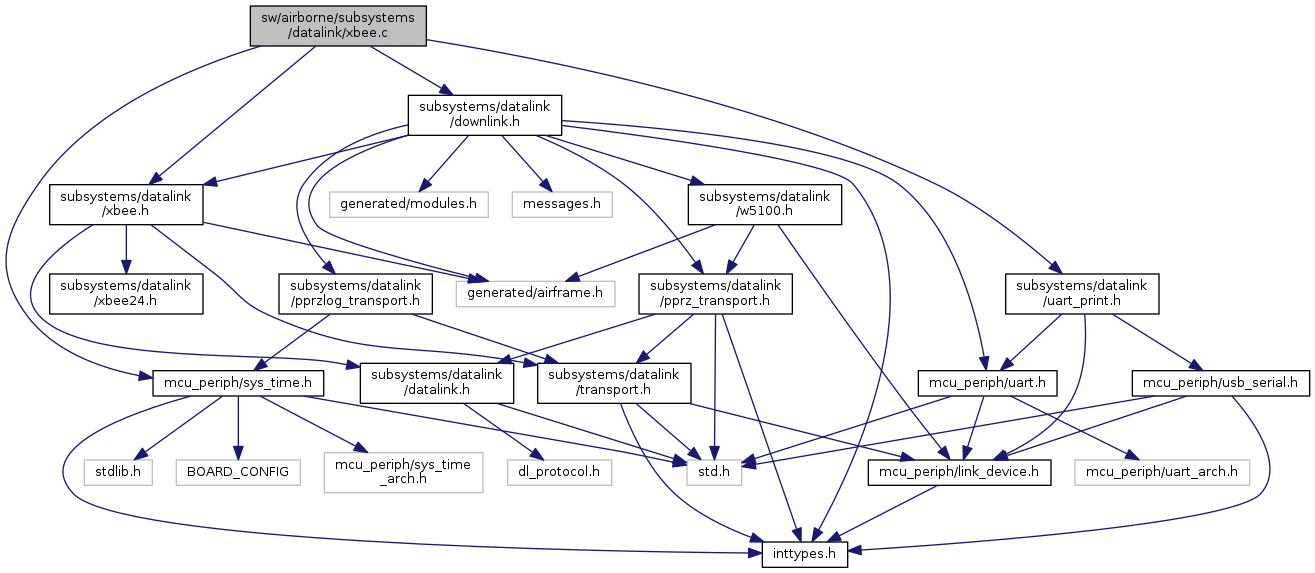 sw/airborne/subsystems
/datalink/xbee.c
subsystems/datalink
/downlink.h
subsystems/datalink
/xbee.h
generated/modules.h
messages.h
subsystems/datalink
/w5100.h
subsystems/datalink
/xbee24.h
subsystems/datalink
/pprzlog_transport.h
generated/airframe.h
subsystems/datalink
/pprz_transport.h
subsystems/datalink
/uart_print.h
mcu_periph/sys_time.h
subsystems/datalink
/datalink.h
subsystems/datalink
/transport.h
mcu_periph/uart.h
mcu_periph/usb_serial.h
stdlib.h
BOARD_CONFIG
mcu_periph/sys_time
_arch.h
dl_protocol.h
std.h
mcu_periph/link_device.h
mcu_periph/uart_arch.h
inttypes.h